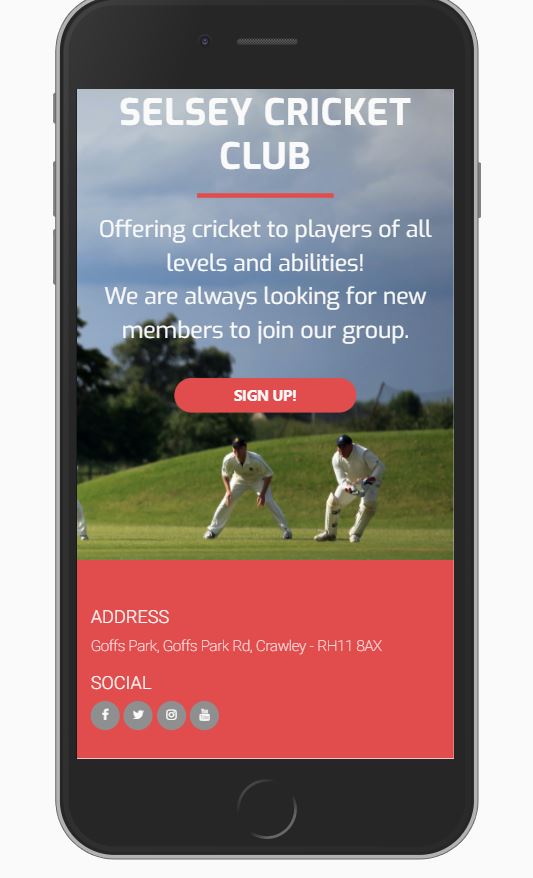 SELSEY CRICKET
CLUB
Offering cricket to players of all
levels and abilities!
We are always looking for new
members to join our group.
SIGN UP!
ADDRESS
Goffs Park, Goffs Park Rd, Crawley - RH11 8AX
SOCIAL